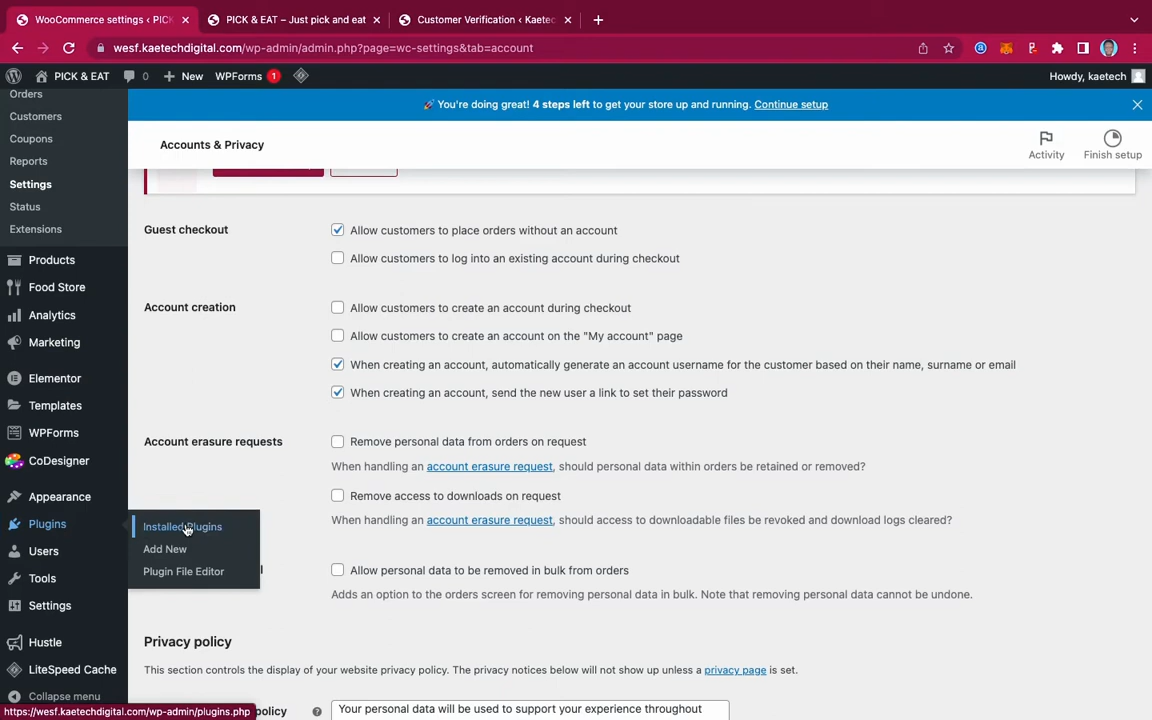 WooCommerce settings ‹ PICK
PICK & EAT – Just pick and eat
Customer Verification ‹ Kaetec
wesf.kaetechdigital.com/wp-admin/admin.php?page=wc-settings&tab=account
PICK & EAT
0
New
WPForms
1
Howdy, kaetech
🚀 You're doing great! 4 steps left to get your store up and running. Continue setup
Accounts & Privacy
Activity
Finish setup
Orders
Customers
Coupons
Reports
Settings
Status
Extensions
Products
Food Store
Analytics
Marketing
Elementor
Templates
WPForms
CoDesigner
Appearance
Plugins
Users
Tools
Settings
Hustle
LiteSpeed Cache
Collapse menu
Installed Plugins
Add New
Plugin File Editor
Guest checkout
Allow customers to place orders without an account
Allow customers to log into an existing account during checkout
Account creation
Allow customers to create an account during checkout
Allow customers to create an account on the "My account" page
When creating an account, automatically generate an account username for the customer based on their name, surname or email
When creating an account, send the new user a link to set their password
Account erasure requests
Remove personal data from orders on request
When handling an account erasure request, should personal data within orders be retained or removed?
Remove access to downloads on request
When handling an account erasure request, should access to downloadable files be revoked and download logs cleared?
Allow personal data to be removed in bulk from orders
Adds an option to the orders screen for removing personal data in bulk. Note that removing personal data cannot be undone.
Privacy policy
This section controls the display of your website privacy policy. The privacy notices below will not show up unless a privacy page is set.
policy
Your personal data will be used to support your experience throughout
https://wesf.kaetechdigital.com/wp-admin/plugins.php